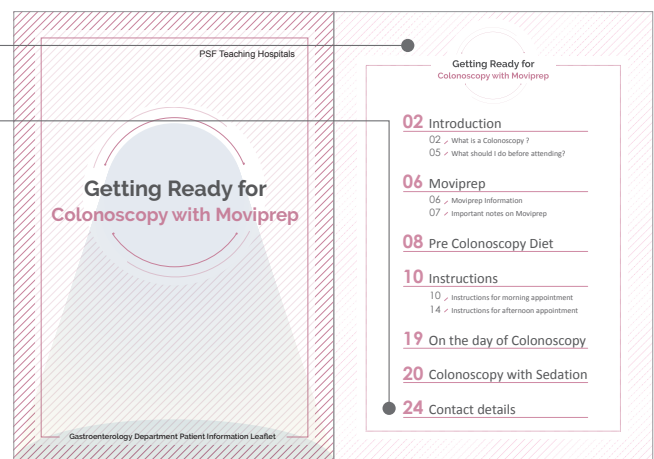 PSF Teaching Hospitals
Getting Ready for
Colonoscopy with Moviprep
Gastroenterology Department Patient Information Leaflet
Getting Ready for
Colonoscopy with Moviprep
02 Introduction
02 What is a Colonoscopy ?
05 What should I do before attending?
06 Moviprep
06 Moviprep Information
07 Important notes on Moviprep
08 Pre Colonoscopy Diet
10 Instructions
10 Instructions for morning appointment
14 Instructions for afternoon appointment
19 On the day of Colonoscopy
20 Colonoscopy with Sedation
24 Contact details